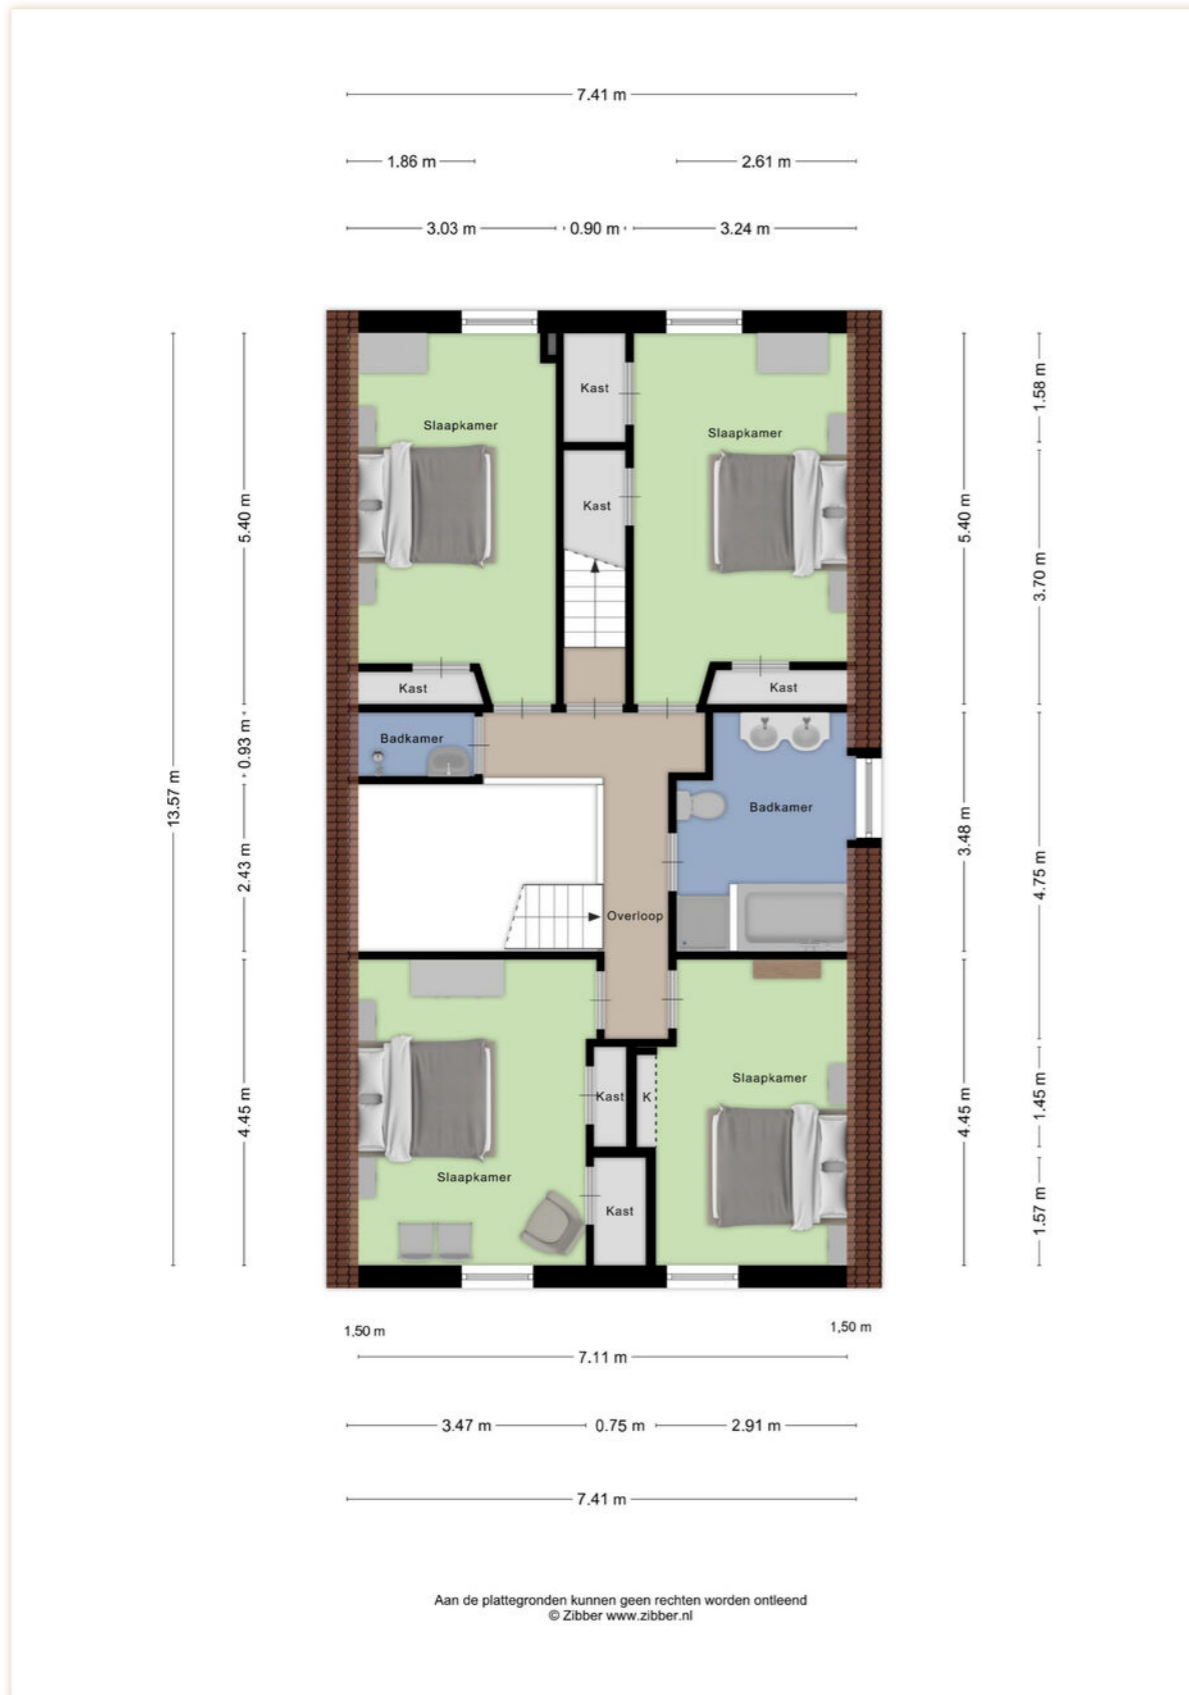 7.41 m
1.86 m
2.61 m
3.03 m
0.90 m
3.24 m
Kast
Slaapkamer
Slaapkamer
Kast
1.58 m
5.40 m
5.40 m
3.70 m
Kast
Kast
Badkamer
0.93 m
13.57 m
Badkamer
3.48 m
2.43 m
4.75 m
Overloop
Slaapkamer
Kast
K
4.45 m
4.45 m
1.45 m
Slaapkamer
Kast
1.57 m
1,50 m
1,50 m
7.11 m
3.47 m
0.75 m
2.91 m
7.41 m
Aan de plattegronden kunnen geen rechten worden ontleend
© Zibber www.zibber.nl